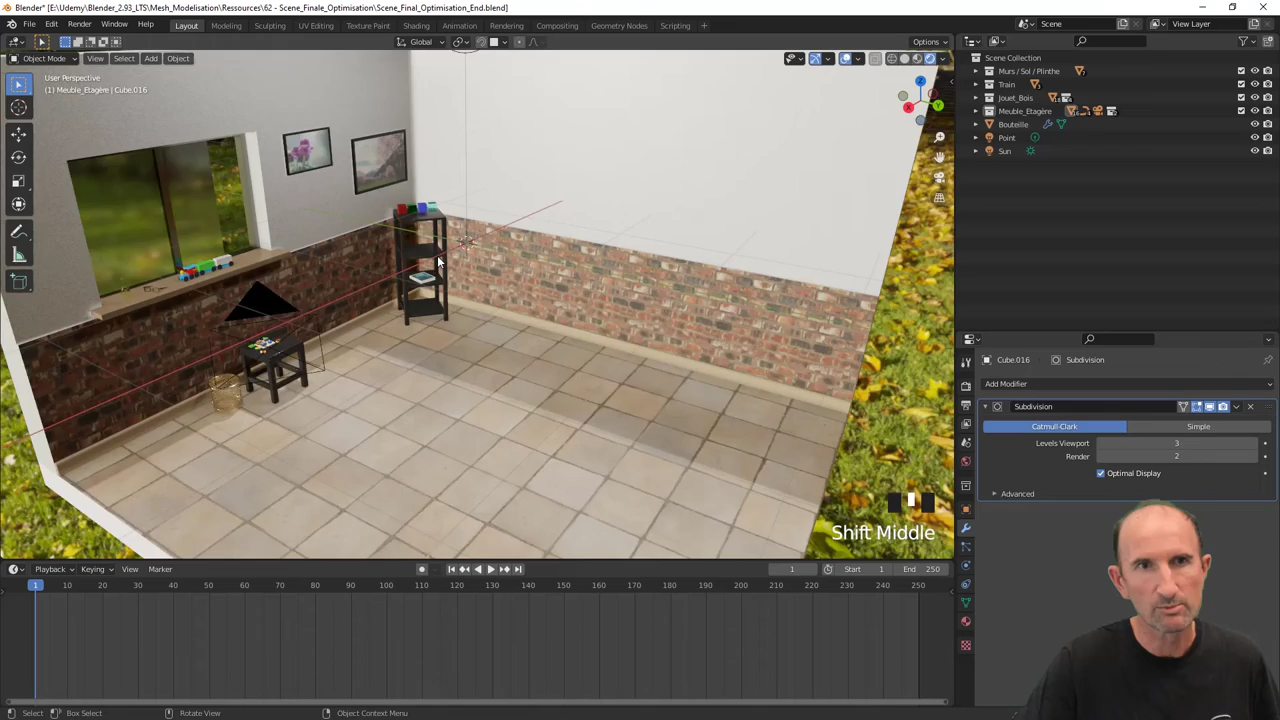 Blender* [E:\Udemy\Blender_2.93_LTS\Mesh_Modelisation\Ressources\62 - Scene_Finale_Optimisation\Scene_Final_Optimisation_End.blend]
File Edit Render Window Help Layout Modeling Sculpting UV Editing Texture Paint Shading Animation Rendering Compositing Geometry Nodes Scripting Scene View Layer
Global Options
Object Mode View Select Add Object
User Perspective
(1) Meuble_Etagère | Cube.016
Scene Collection
Murs / Sol / Plinthe
Train
Jouet_Bois
Meuble_Etagère
Bouteille
Point
Sun
Cube.016 Subdivision
Add Modifier
Subdivision
Catmull-Clark Simple
Levels Viewport 3
Render 2
Optimal Display
Advanced
Shift Middle
Playback Keying View Marker 1 Start 1 End 250
1 10 20 30 40 50 60 70 80 90 100 110 120 130 140 150 160 170 180 190 200 210 220 230 240 250
Select Box Select Rotate View Object Context Menu